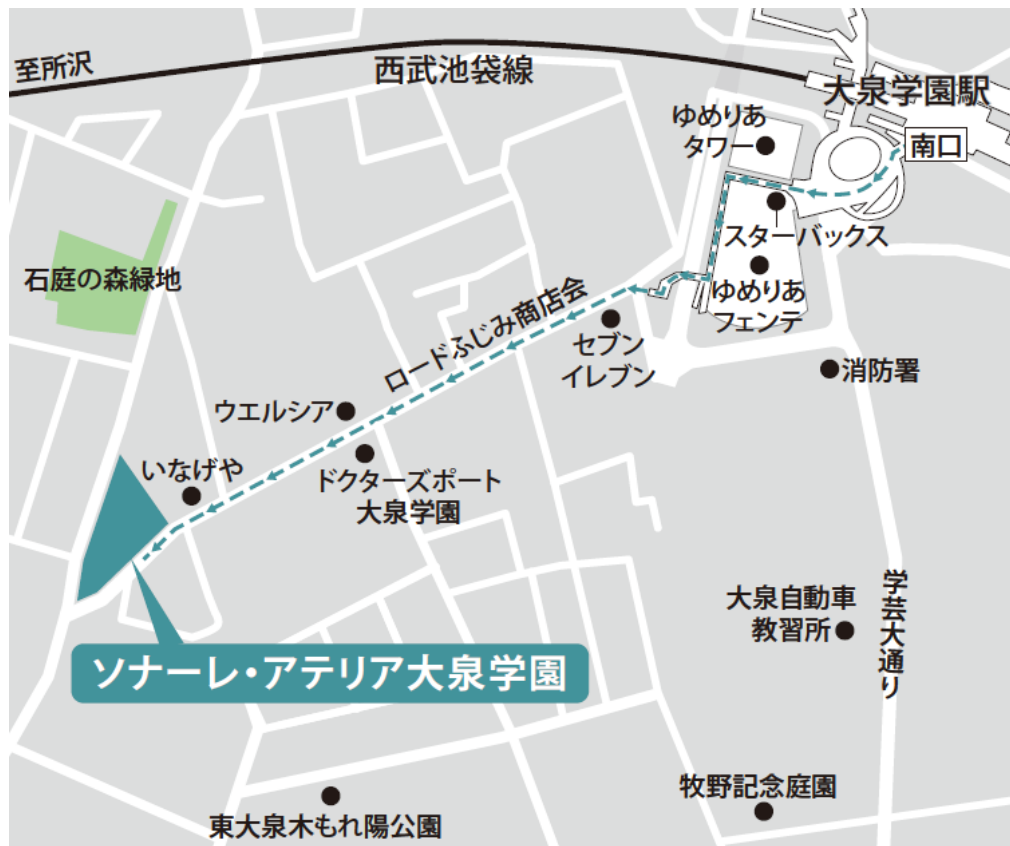 至所沢
西武池袋線
大泉学園駅
ゆめりあ
タワー
南口
スターバックス
石庭の森緑地
ゆめりあ
フェンテ
ロードふじみ商店会
セブン
イレブン
消防署
ウエルシア
いなげや
ドクターズポート
大泉学園
学芸大通り
大泉自動車
教習所
ソナーレ・アテリア大泉学園
牧野記念庭園
東大泉木もれ陽公園